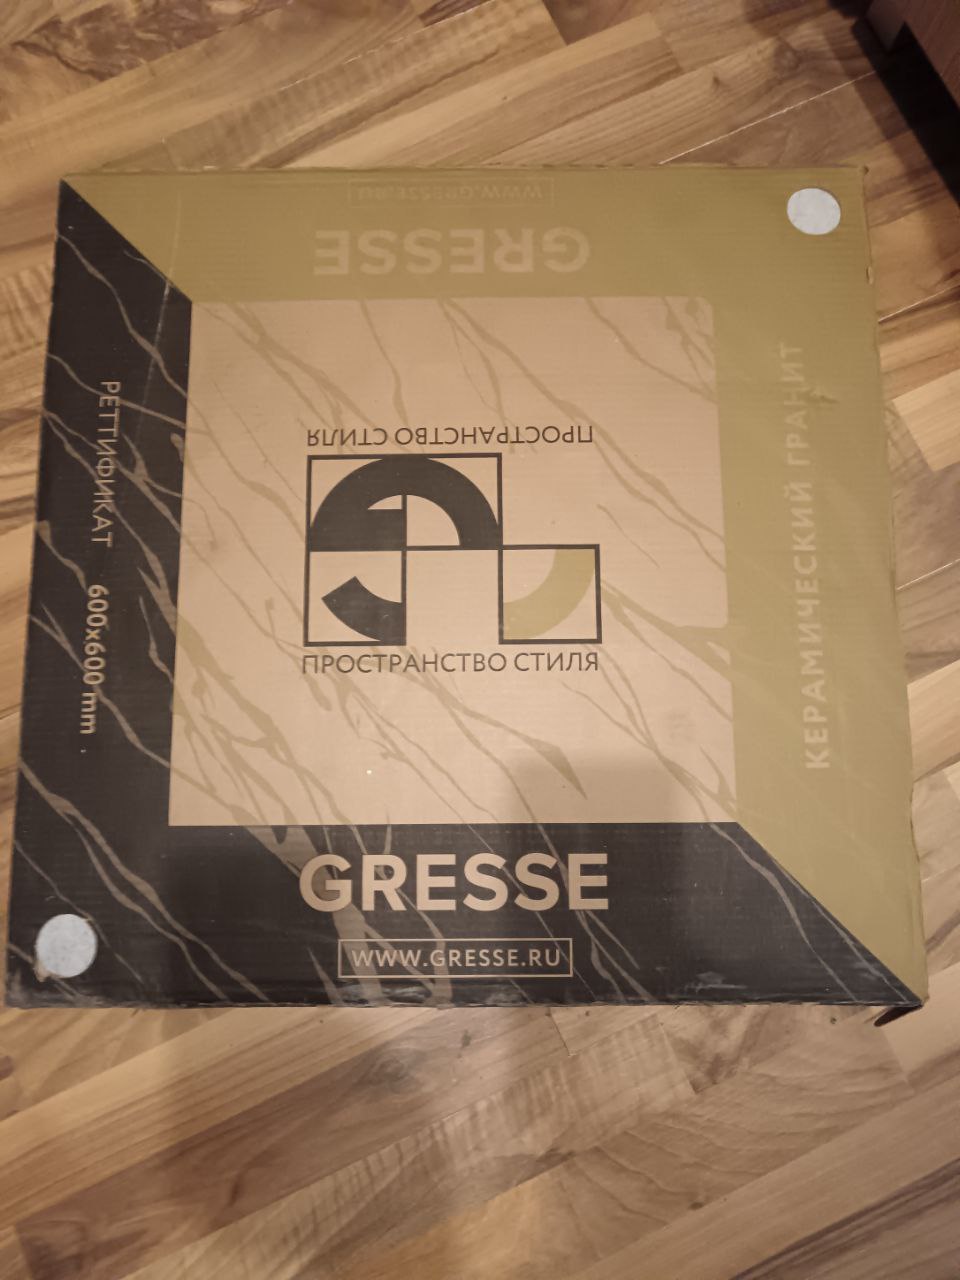 WWW.GRESSE.RU
GRESSE
ПРОСТРАНСТВО СТИЛЯ
ПРОСТРАНСТВО СТИЛЯ
РЕТТИФИКАТ 600x600 mm
КЕРАМИЧЕСКИЙ ГРАНИТ
GRESSE
WWW.GRESSE.RU